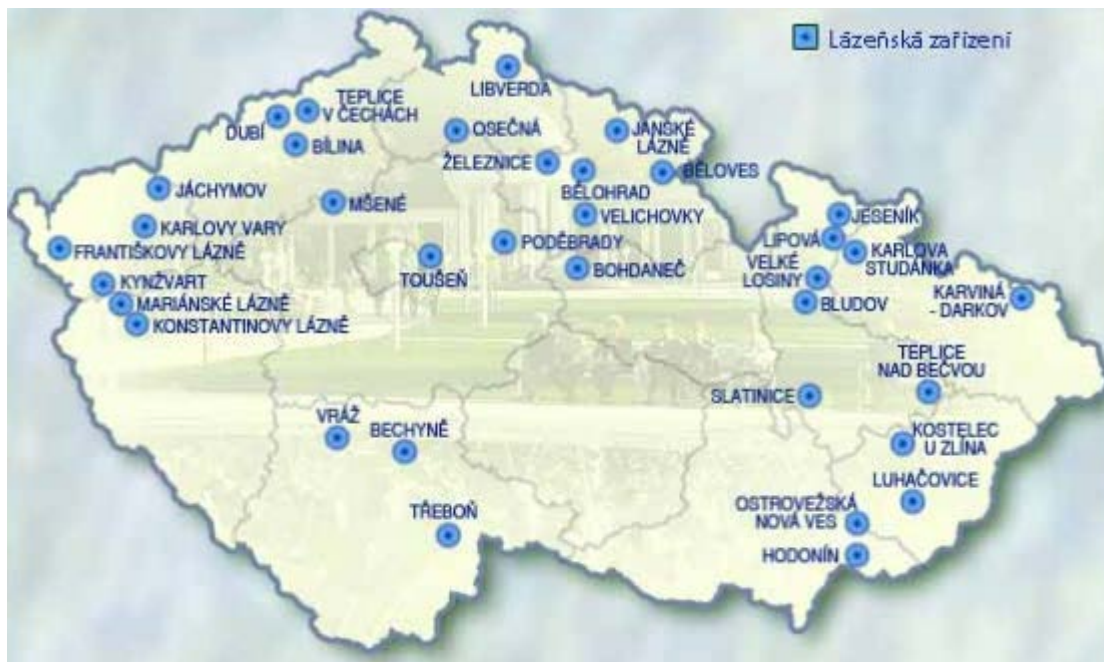 Lázeňská zařízení
LIBVERDA
TEPLICE
V ČECHÁCH
DUBÍ
BÍLINA
OSEČNÁ
JANSKÉ
LÁZNĚ
ŽELEZNICE
BĚLOVES
BĚLOHRAD
JÁCHYMOV
MŠENÉ
VELICHOVKY
JESENÍK
KARLOVY VARY
FRANTIŠKOVY LÁZNĚ
PODĚBRADY
LIPOVÁ
KARLOVA
STUDÁNKA
TOUŠEŇ
BOHDANEČ
VELKÉ
LOSINY
KYNŽVART
MARIÁNSKÉ LÁZNĚ
BLUDOV
KARVINÁ
- DARKOV
KONSTANTINOVY LÁZNĚ
TEPLICE
NAD BEČVOU
SLATINICE
VRÁŽ
BECHYNĚ
KOSTELEC
U ZLÍNA
LUHAČOVICE
TŘEBOŇ
OSTROVEŽSKÁ
NOVÁ VES
HODONÍN